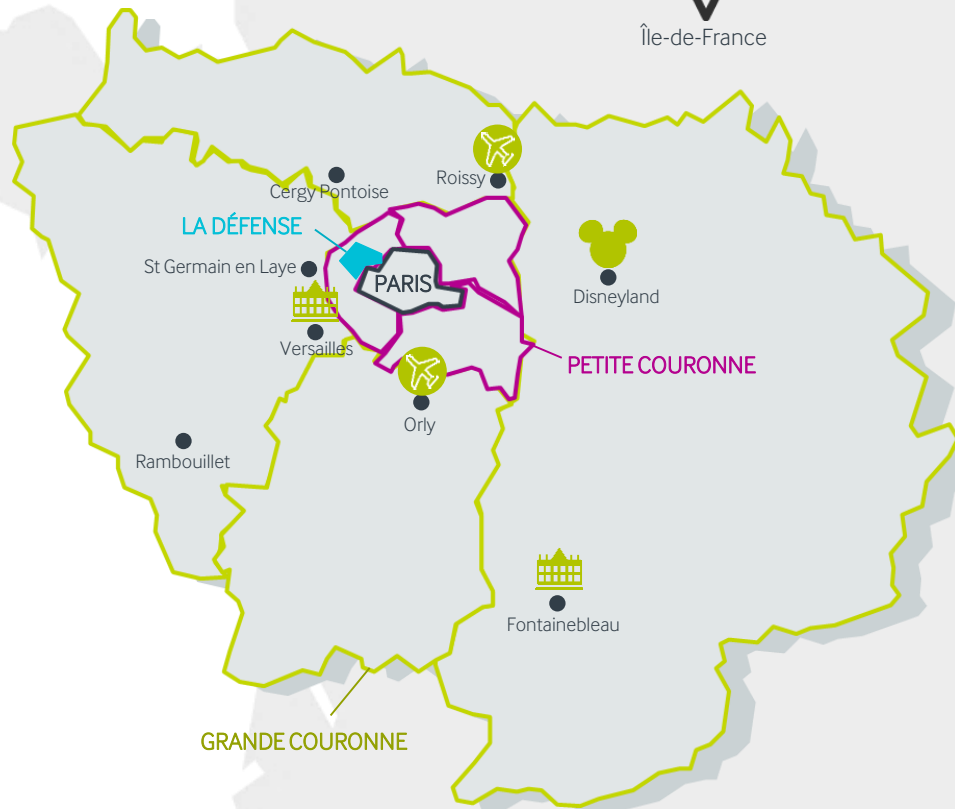 Île-de-France
Roissy
Cergy Pontoise
LA DÉFENSE
St Germain en Laye
PARIS
Disneyland
Versailles
PETITE COURONNE
Orly
Rambouillet
Fontainebleau
GRANDE COURONNE